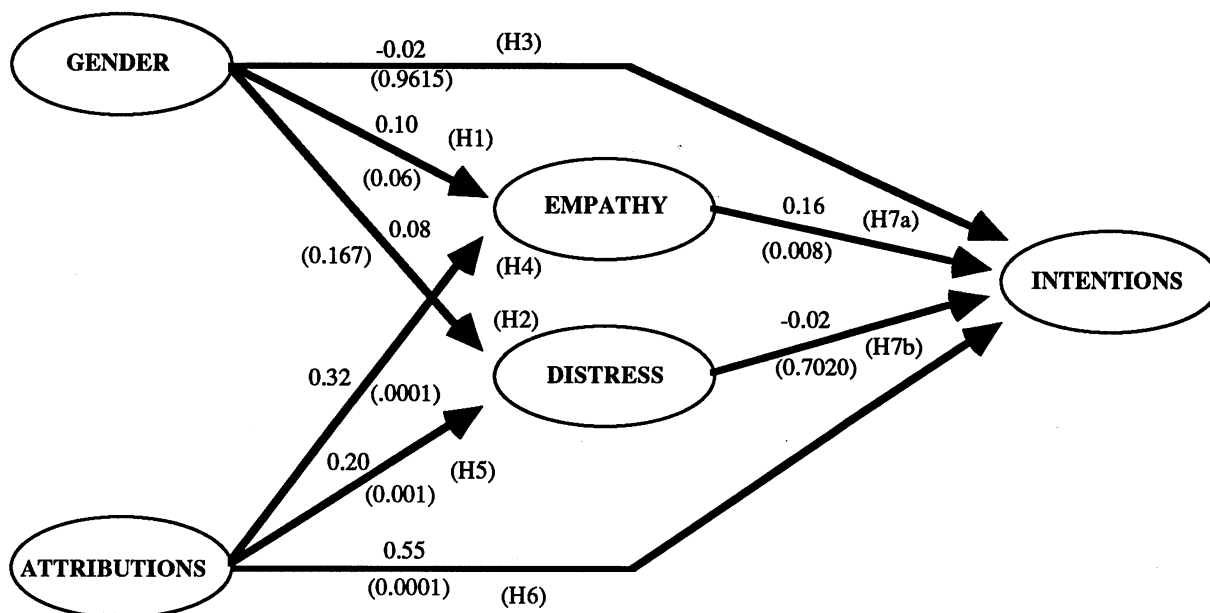 -0.02 (H3)
GENDER
(0.9615)
0.10 (H1)
(0.06)
EMPATHY
0.16 (H7a)
(0.008)
0.08
(0.167)
(H4)
INTENTIONS
(H2)
-0.02
(H7b)
(0.7020)
DISTRESS
0.32 (.0001)
0.20 (H5)
(0.001)
0.55
ATTRIBUTIONS
(0.0001) (H6)